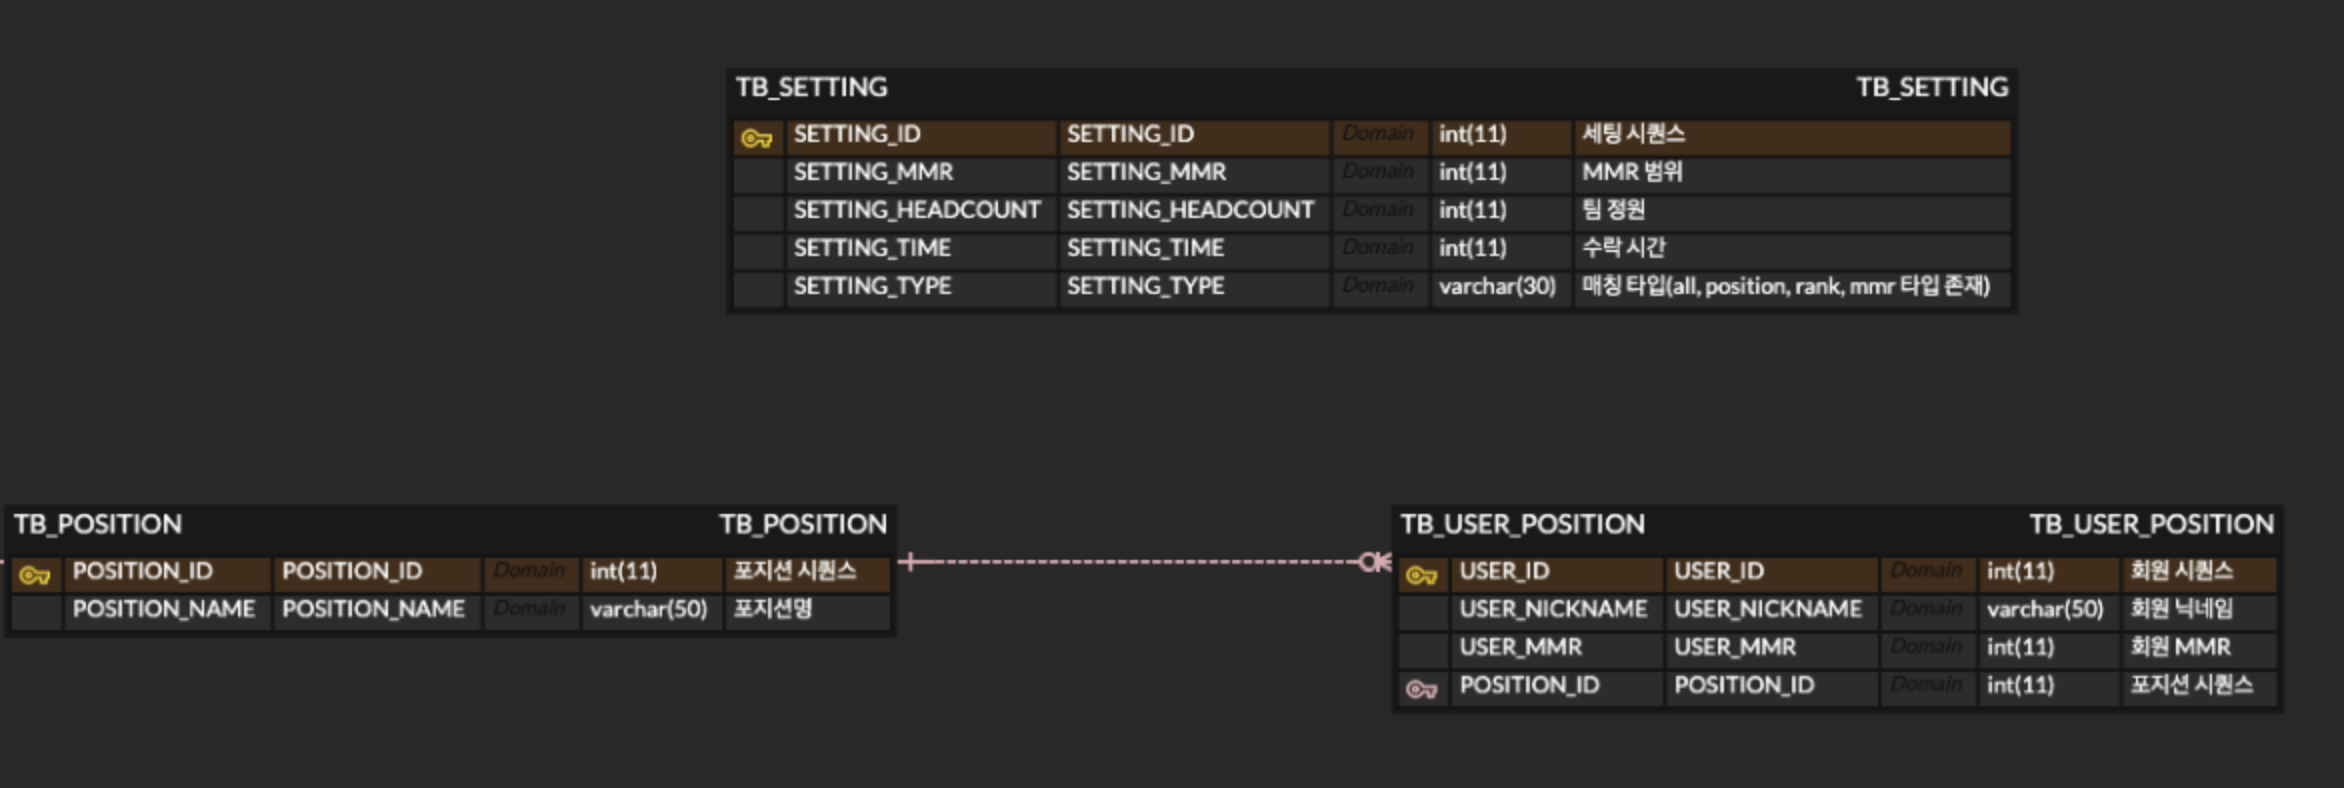 TB_SETTING TB_SETTING
SETTING_ID SETTING_ID Domain int(11) 세팅 시퀀스
SETTING_MMR SETTING_MMR Domain int(11) MMR 범위
SETTING_HEADCOUNT SETTING_HEADCOUNT Domain int(11) 팀 정원
SETTING_TIME SETTING_TIME Domain int(11) 수락 시간
SETTING_TYPE SETTING_TYPE Domain varchar(30) 매칭 타입(all, position, rank, mmr 타입 존재)
TB_POSITION TB_POSITION
POSITION_ID POSITION_ID Domain int(11) 포지션 시퀀스
POSITION_NAME POSITION_NAME Domain varchar(50) 포지션명
TB_USER_POSITION TB_USER_POSITION
USER_ID USER_ID Domain int(11) 회원 시퀀스
USER_NICKNAME USER_NICKNAME Domain varchar(50) 회원 닉네임
USER_MMR USER_MMR Domain int(11) 회원 MMR
POSITION_ID POSITION_ID Domain int(11) 포지션 시퀀스